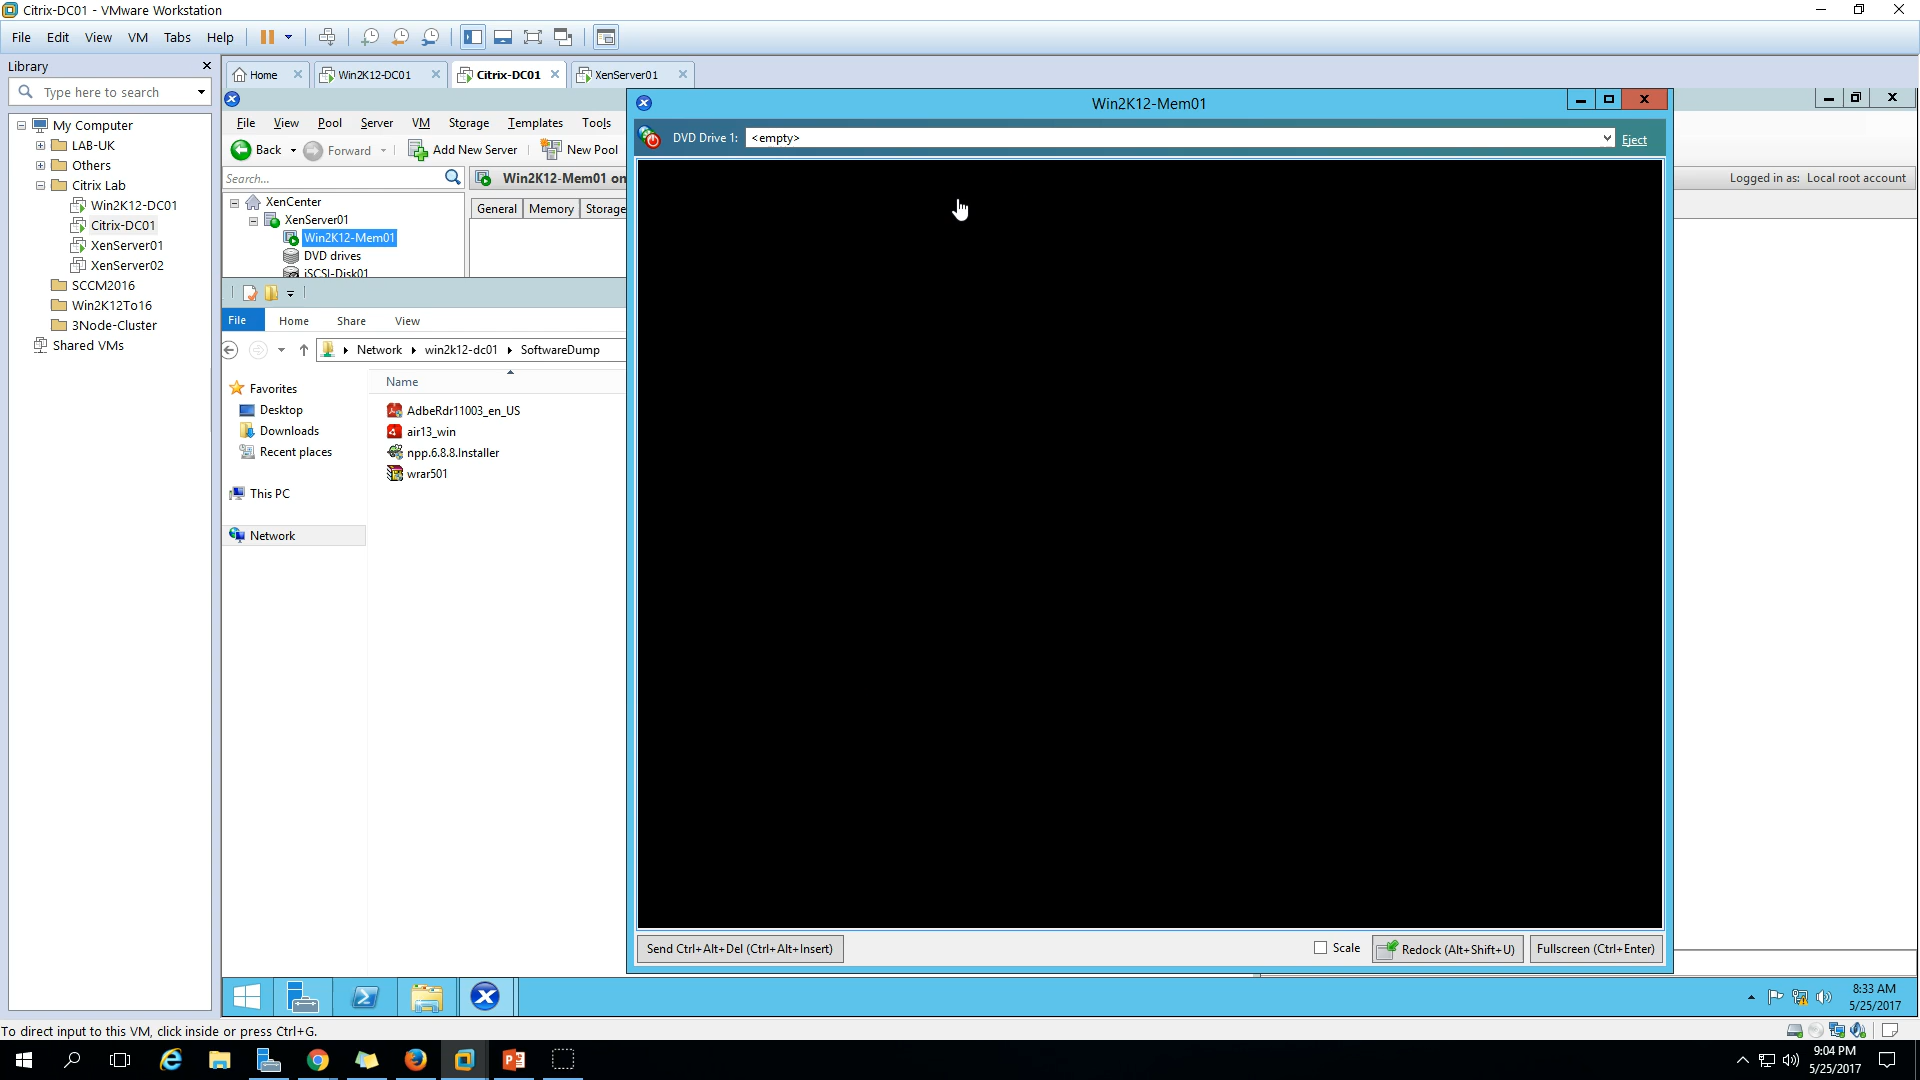 Citrix-DC01 - VMware Workstation
File Edit View VM Tabs Help
Library
Type here to search
My Computer
LAB-UK
Others
Citrix Lab
Win2K12-DC01
Citrix-DC01
XenServer01
XenServer02
SCCM2016
Win2K12To16
3Node-Cluster
Shared VMs
Home Win2K12-DC01 Citrix-DC01 XenServer01
File View Pool Server VM Storage Templates Tools
Back Forward Add New Server New Pool
Search...
Win2K12-Mem01 on
Logged in as: Local root account
XenCenter
XenServer01
Win2K12-Mem01
DVD drives
iSCSI-Disk01
General Memory Storage
File Home Share View
Network win2k12-dc01 SoftwareDump
Favorites
Desktop
Downloads
Recent places
This PC
Network
Name
AdbeRdr11003_en_US
air13_win
npp.6.8.8.Installer
wrar501
Win2K12-Mem01
DVD Drive 1: <empty> Eject
Send Ctrl+Alt+Del (Ctrl+Alt+Insert) Scale Redock (Alt+Shift+U) Fullscreen (Ctrl+Enter)
8:33 AM
5/25/2017
To direct input to this VM, click inside or press Ctrl+G.
9:04 PM
5/25/2017